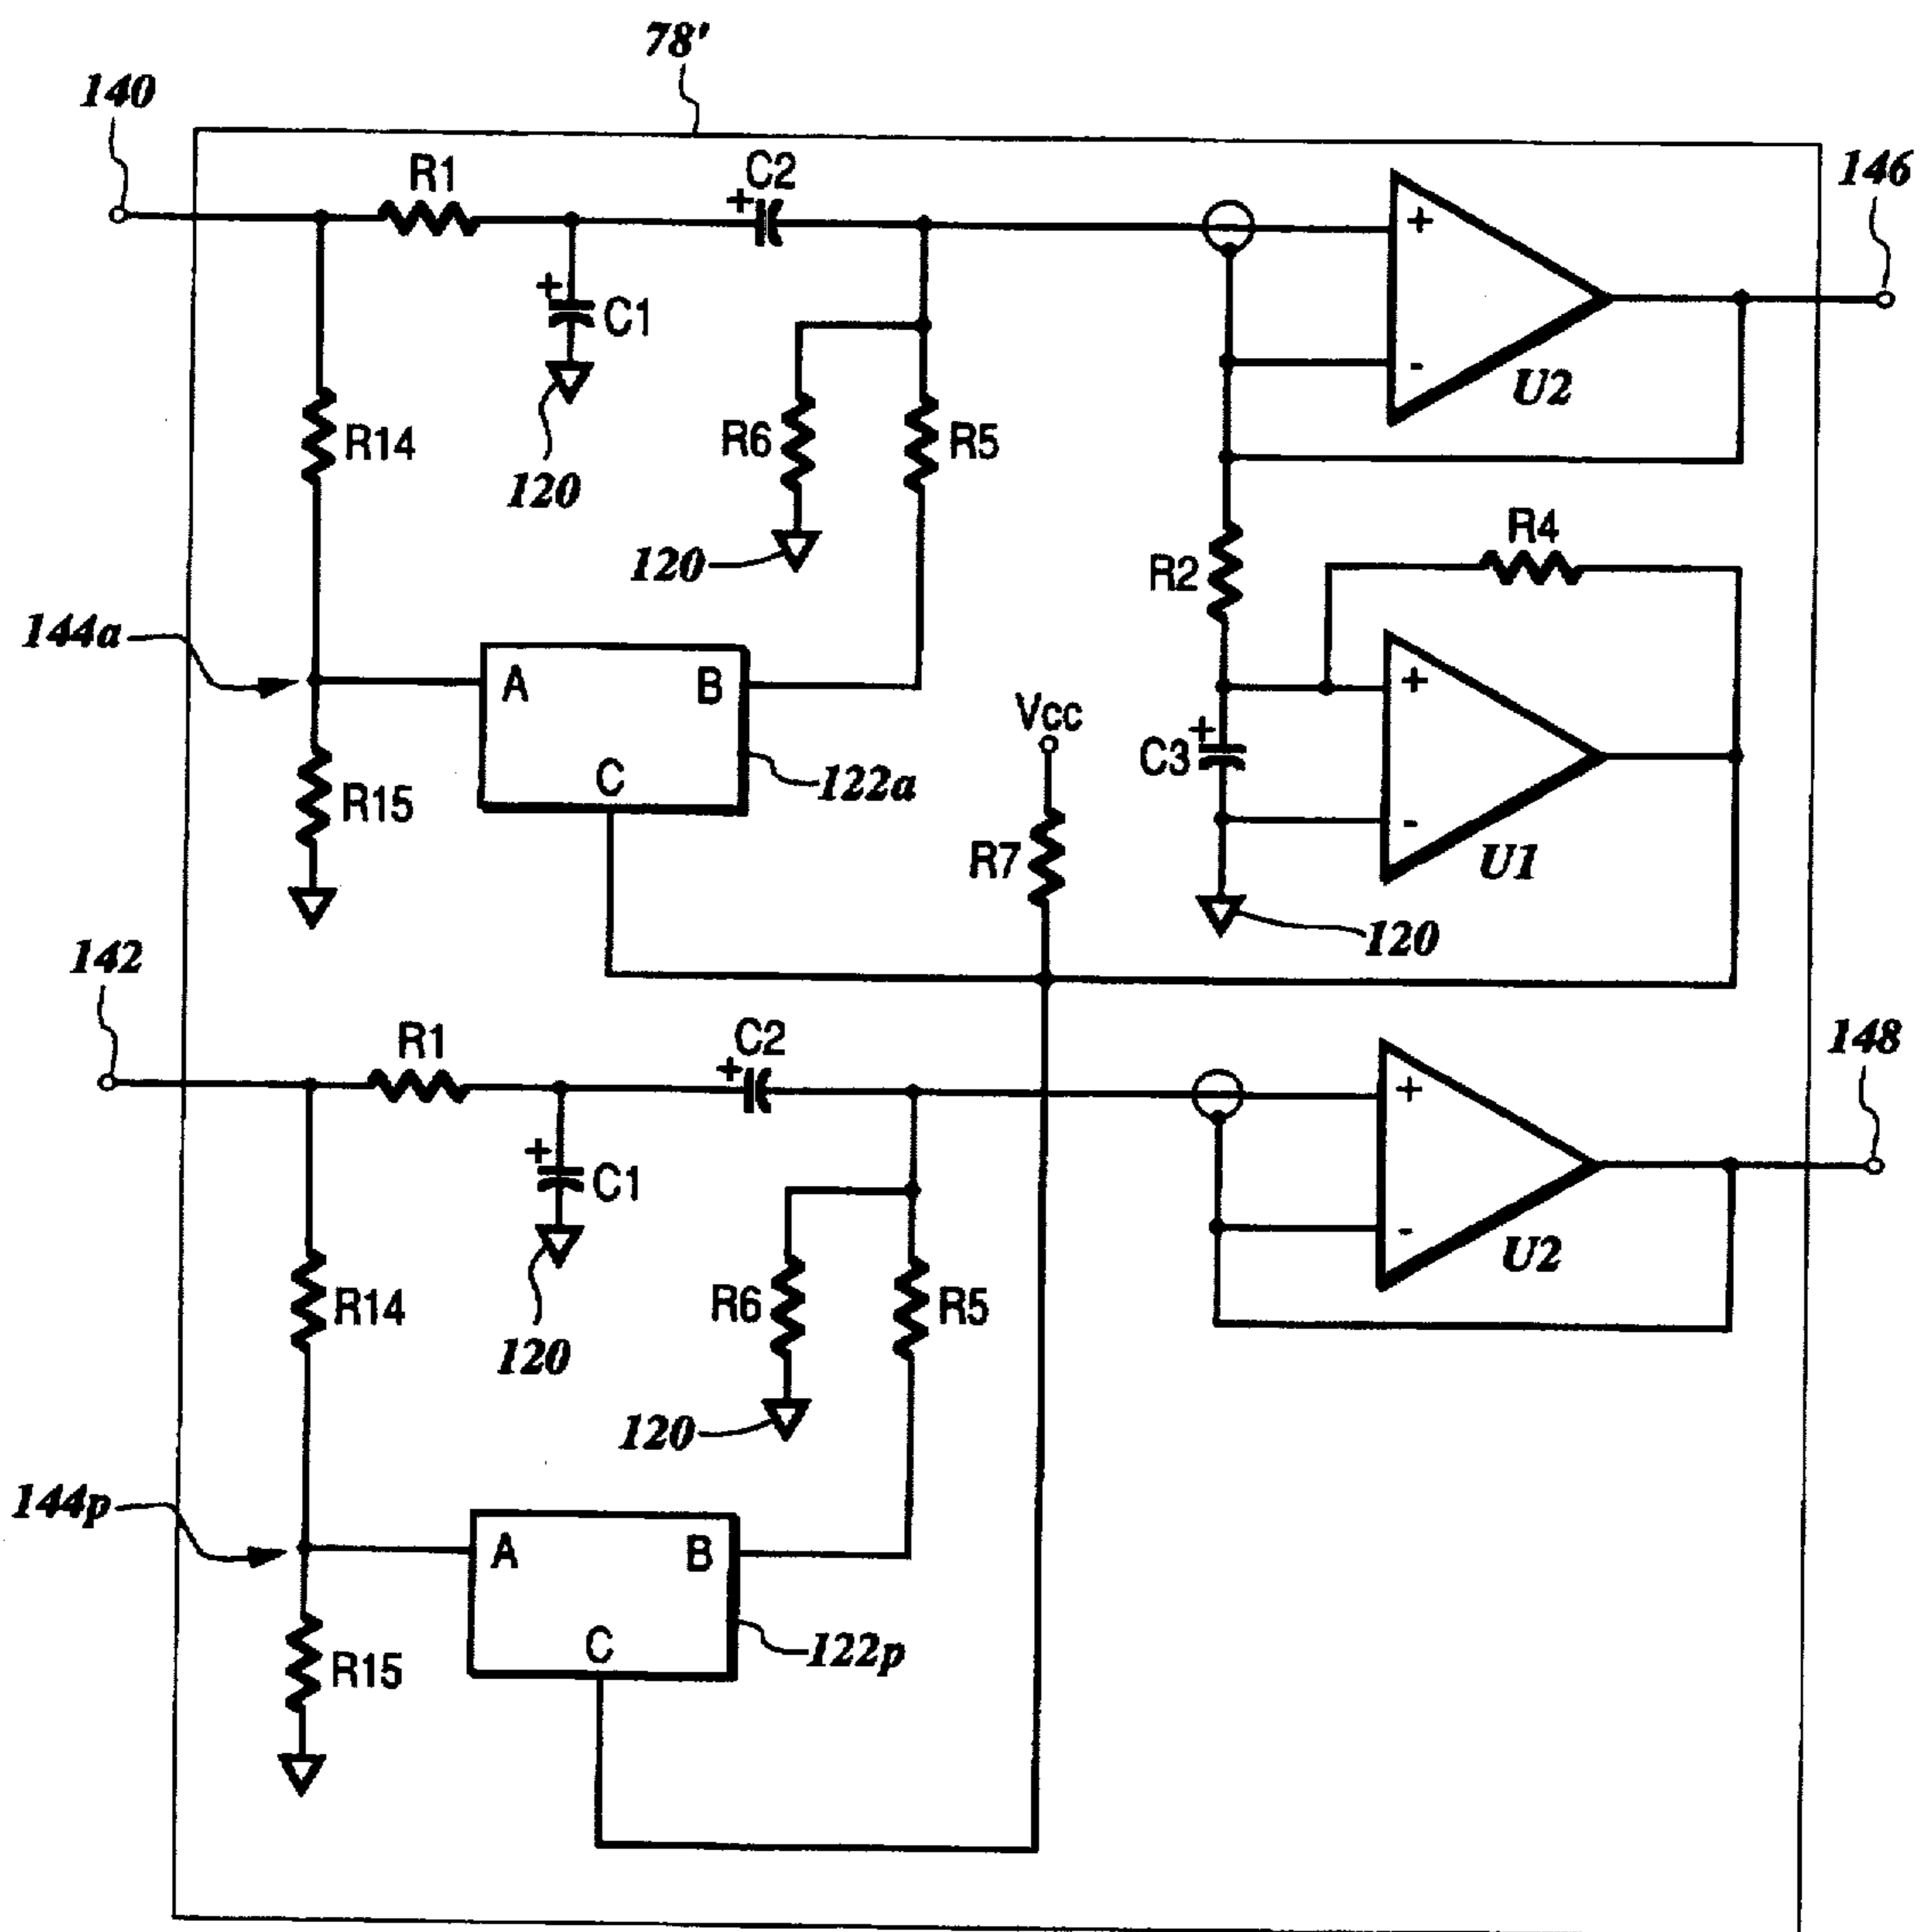 78'
140
R1
+
C2
146
+
+
C1
-
U2
R14
R6
R5
120
R4
120
R2
144a
A
B
+
Vcc
+
C3
C
122a
R15
-
R7
U1
120
142
R1
+
C2
148
+
+
C1
-
U2
R14
R6
R5
120
120
144p
A
B
C
122p
R15